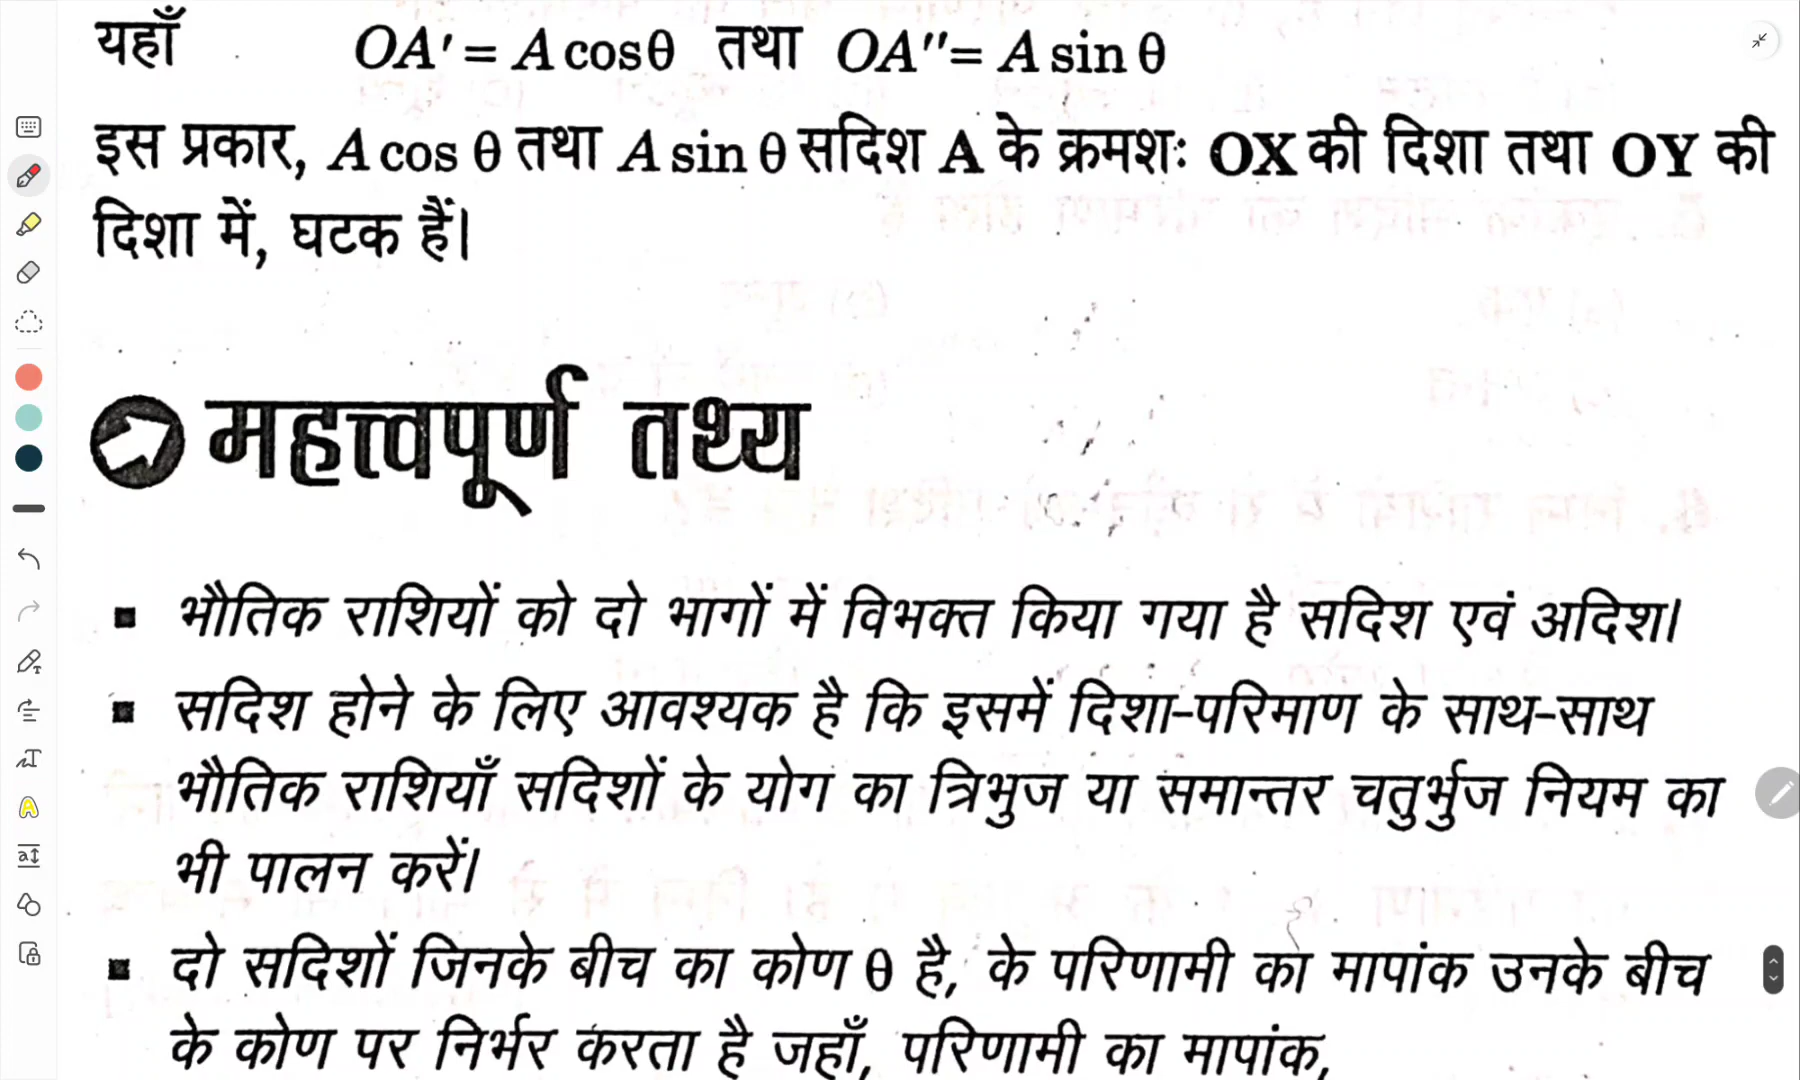 यहाँ OA′ = A cosθ तथा OA″= A sin θ
इस प्रकार, A cos θ तथा A sin θ सदिश A के क्रमशः OX की दिशा तथा OY की
दिशा में, घटक हैं।
महत्त्वपूर्ण तथ्य
▪ भौतिक राशियों को दो भागों में विभक्त किया गया है सदिश एवं अदिश।
▪ सदिश होने के लिए आवश्यक है कि इसमें दिशा-परिमाण के साथ-साथ
भौतिक राशियाँ सदिशों के योग का त्रिभुज या समान्तर चतुर्भुज नियम का
भी पालन करें।
▪ दो सदिशों जिनके बीच का कोण θ है, के परिणामी का मापांक उनके बीच
के कोण पर निर्भर करता है जहाँ, परिणामी का मापांक,